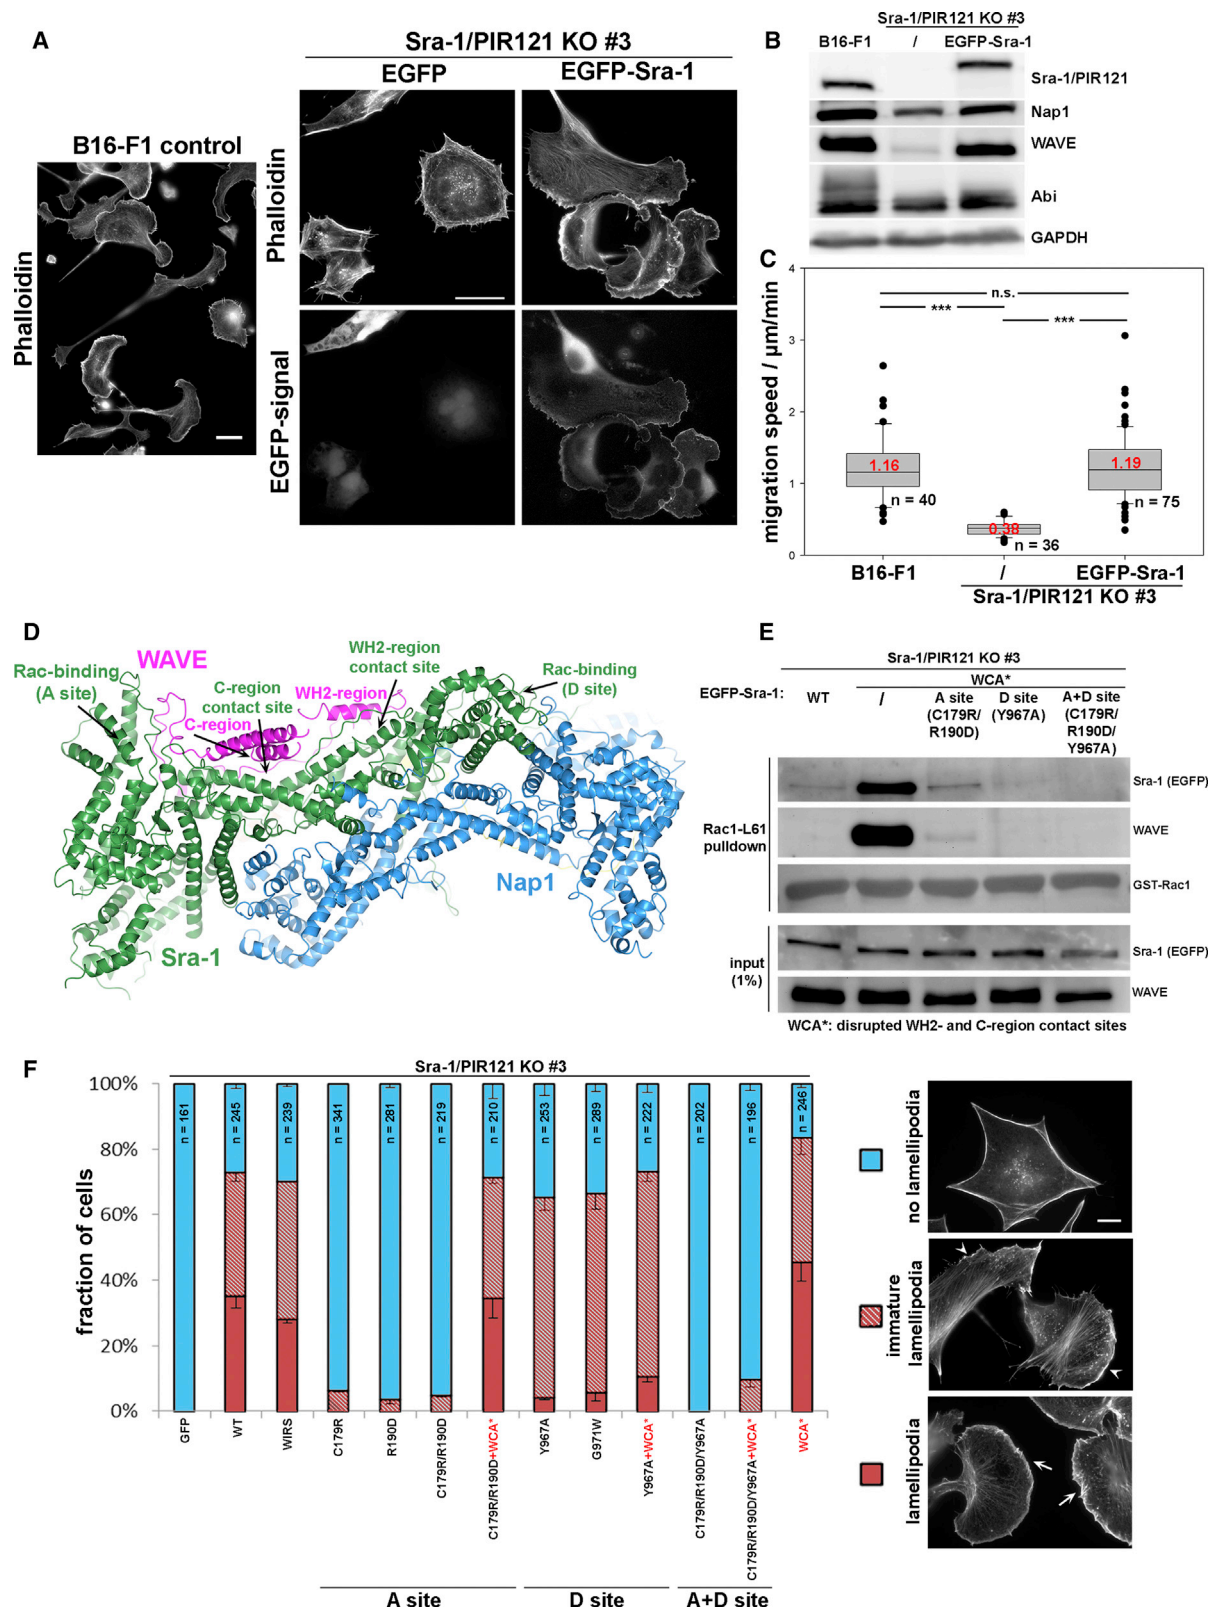 A
Sra-1/PIR121 KO #3
EGFP
EGFP-Sra-1
B16-F1 control
Phalloidin
Phalloidin
EGFP-signal
B
Sra-1/PIR121 KO #3
B16-F1
/
EGFP-Sra-1
Sra-1/PIR121
Nap1
WAVE
Abi
GAPDH
C
migration speed / µm/min
4
3
2
1
0
n.s.
***
***
1.16
n = 40
0.38
n = 36
1.19
n = 75
B16-F1
/
EGFP-Sra-1
Sra-1/PIR121 KO #3
D
Rac-binding
(A site)
WAVE
C-region
contact site
C-region
WH2-region
WH2-region
contact site
Rac-binding
(D site)
Nap1
Sra-1
E
Sra-1/PIR121 KO #3
WCA*
EGFP-Sra-1:
WT
/
A site
(C179R/
R190D)
D site
(Y967A)
A+D site
(C179R/
R190D/
Y967A)
Rac1-L61
pulldown
Sra-1 (EGFP)
WAVE
GST-Rac1
input
(1%)
Sra-1 (EGFP)
WAVE
WCA*: disrupted WH2- and C-region contact sites
F
Sra-1/PIR121 KO #3
fraction of cells
100%
80%
60%
40%
20%
0%
n = 161
n = 245
n = 239
n = 341
n = 281
n = 219
n = 210
n = 253
n = 289
n = 222
n = 202
n = 196
n = 246
GFP
WT
WIRS
C179R
R190D
C179R/R190D
C179R/R190D+WCA*
Y967A
G971W
Y967A+WCA*
C179R/R190D/Y967A
C179R/R190D/Y967A+WCA*
WCA*
A site
D site
A+D site
no lamellipodia
immature
lamellipodia
lamellipodia